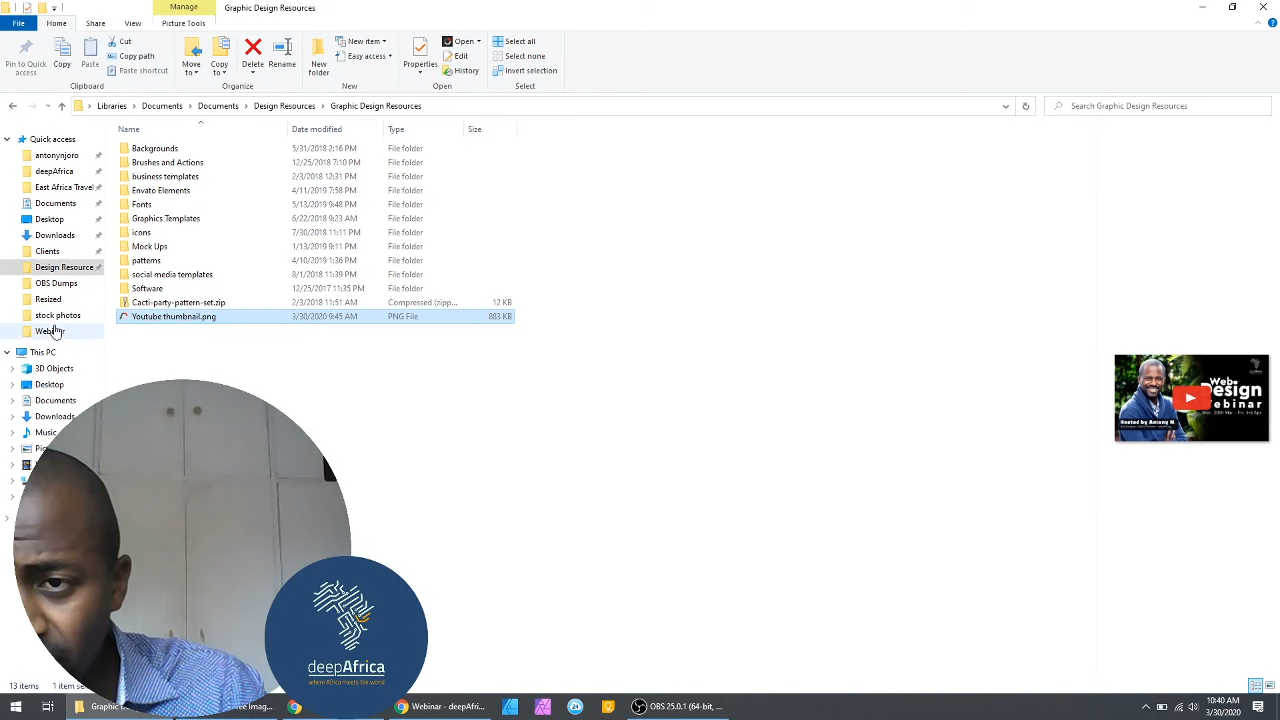 Manage
Graphic Design Resources
File
Home
Share
View
Picture Tools
Pin to Quick access
Copy
Paste
Cut
Copy path
Paste shortcut
Clipboard
Move to
Copy to
Delete
Rename
Organize
New folder
New item
Easy access
New
Properties
Open
Edit
History
Open
Select all
Select none
Invert selection
Select
Libraries > Documents > Documents > Design Resources > Graphic Design Resources
Search Graphic Design Resources
Name Date modified Type Size
Backgrounds 5/31/2018 2:16 PM File folder
Brushes and Actions 12/25/2018 7:10 PM File folder
business templates 2/3/2018 12:31 PM File folder
Envato Elements 4/11/2019 7:58 PM File folder
Fonts 5/13/2019 9:48 PM File folder
Graphics Templates 6/22/2018 9:23 AM File folder
icons 7/30/2018 11:11 PM File folder
Mock Ups 1/13/2019 9:11 PM File folder
patterns 4/10/2019 1:36 PM File folder
social media templates 8/1/2018 11:39 PM File folder
Software 12/25/2017 11:35 PM File folder
Cacti-party-pattern-set.zip 2/3/2018 11:51 AM Compressed (zipp... 12 KB
Youtube thumbnail.png 3/30/2020 9:45 AM PNG File 883 KB
Quick access
antonynjoro
deepAfrica
East Africa Travel
Documents
Desktop
Downloads
Clients
Design Resource
OBS Dumps
Resized
stock photos
This PC
3D Objects
Desktop
Documents
Downloads
Music
Web
Design
Webinar
Hosted by Antony N.
deepAfrica
where Africa meets the world
13 items
Webinar - deepAfri...
OBS 25.0.1 (64-bit, ...
10:40 AM
3/30/2020